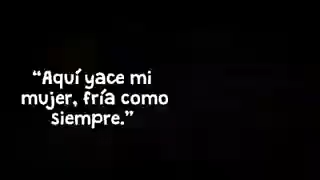 “Aquí yace mi
mujer, fría como
siempre.”